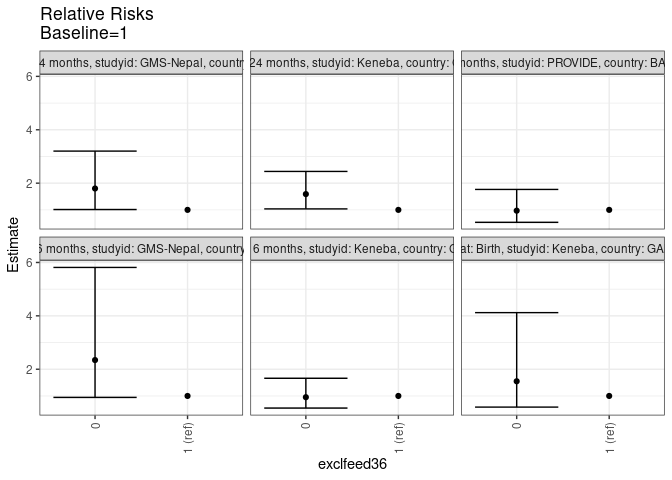 Relative Risks
Baseline=1
4 months, studyid: GMS-Nepal, countr
24 months, studyid: Keneba, country:
months, studyid: PROVIDE, country: BA
6
4
2
months, studyid: GMS-Nepal, country
6 months, studyid: Keneba, country:
at: Birth, studyid: Keneba, country: GA
6
4
2
Estimate
0
1 (ref)
0
1 (ref)
0
1 (ref)
exclfeed36